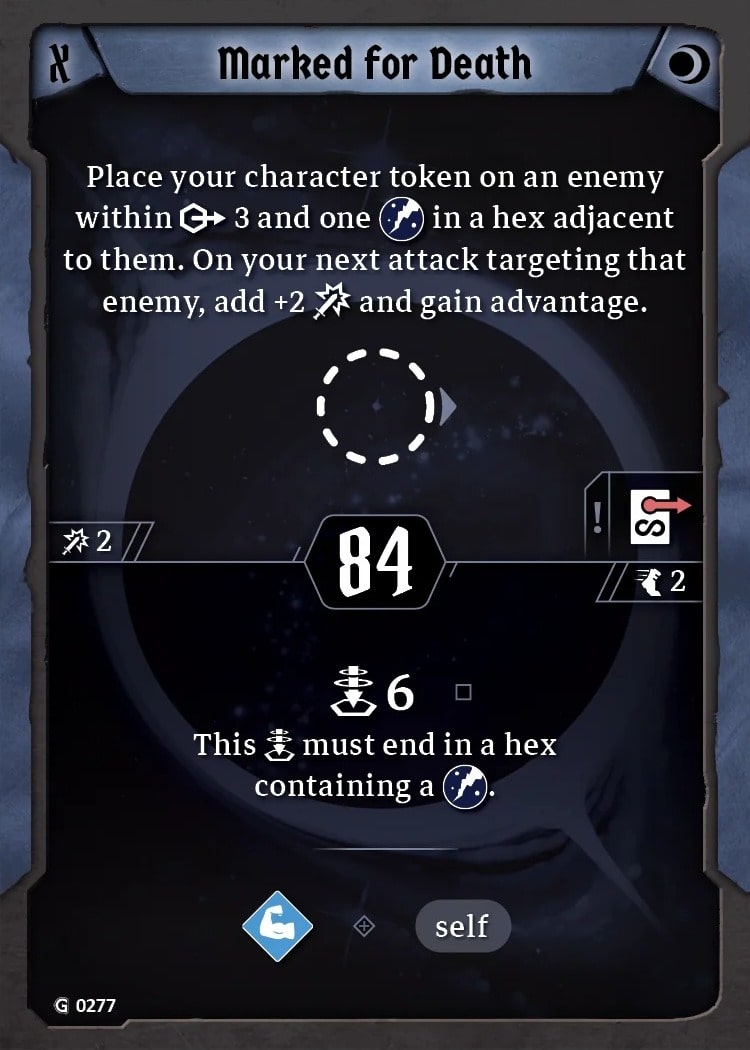 X Marked for Death
Place your character token on an enemy
within 3 and one in a hex adjacent
to them. On your next attack targeting that
enemy, add +2 and gain advantage.
!
2
84
2
6
This must end in a hex
containing a .
self
G 0277